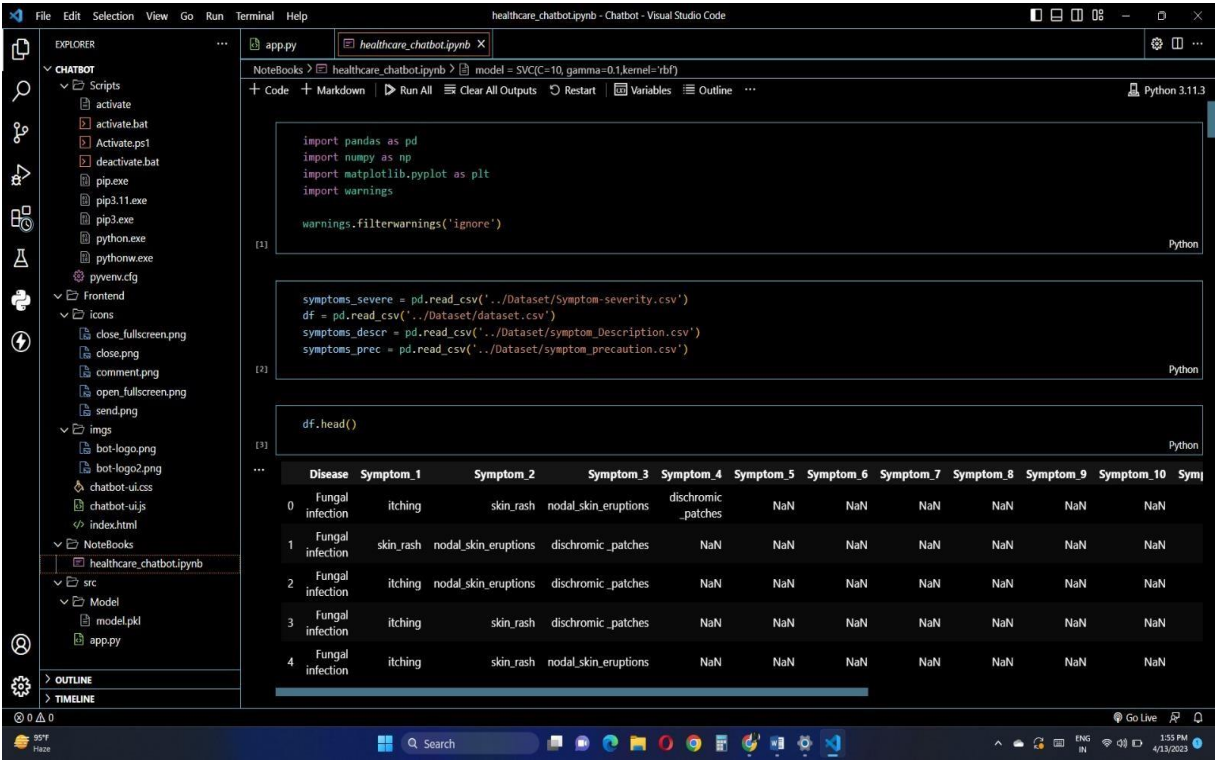 File Edit Selection View Go Run Terminal Help healthcare_chatbot.ipynb - Chatbot - Visual Studio Code
EXPLORER
CHATBOT
Scripts
activate
activate.bat
Activate.ps1
deactivate.bat
pip.exe
pip3.11.exe
pip3.exe
python.exe
pythonw.exe
pyvenv.cfg
Frontend
icons
close_fullscreen.png
close.png
comment.png
open_fullscreen.png
send.png
imgs
bot-logo.png
bot-logo2.png
chatbot-ui.css
chatbot-ui.js
index.html
NoteBooks
healthcare_chatbot.ipynb
src
Model
model.pkl
app.py
OUTLINE
TIMELINE
app.py healthcare_chatbot.ipynb
NoteBooks > healthcare_chatbot.ipynb > model = SVC(C=10, gamma=0.1,kernel='rbf')
+ Code + Markdown Run All Clear All Outputs Restart Variables Outline ... Python 3.11.3
import pandas as pd
import numpy as np
import matplotlib.pyplot as plt
import warnings
warnings.filterwarnings('ignore')
[1] Python
symptoms_severe = pd.read_csv('../Dataset/Symptom-severity.csv')
df = pd.read_csv('../Dataset/dataset.csv')
symptoms_descr = pd.read_csv('../Dataset/symptom_Description.csv')
symptoms_prec = pd.read_csv('../Dataset/symptom_precaution.csv')
[2] Python
df.head()
[3] Python
Disease Symptom_1 Symptom_2 Symptom_3 Symptom_4 Symptom_5 Symptom_6 Symptom_7 Symptom_8 Symptom_9 Symptom_10 Sym
0 Fungal infection itching skin_rash nodal_skin_eruptions dischromic _patches NaN NaN NaN NaN NaN NaN
1 Fungal infection skin_rash nodal_skin_eruptions dischromic _patches NaN NaN NaN NaN NaN NaN NaN
2 Fungal infection itching nodal_skin_eruptions dischromic _patches NaN NaN NaN NaN NaN NaN NaN
3 Fungal infection itching skin_rash dischromic _patches NaN NaN NaN NaN NaN NaN NaN
4 Fungal infection itching skin_rash nodal_skin_eruptions NaN NaN NaN NaN NaN NaN NaN
0 0 Go Live
95°F
Haze
Search
ENG
IN
1:55 PM
4/13/2023